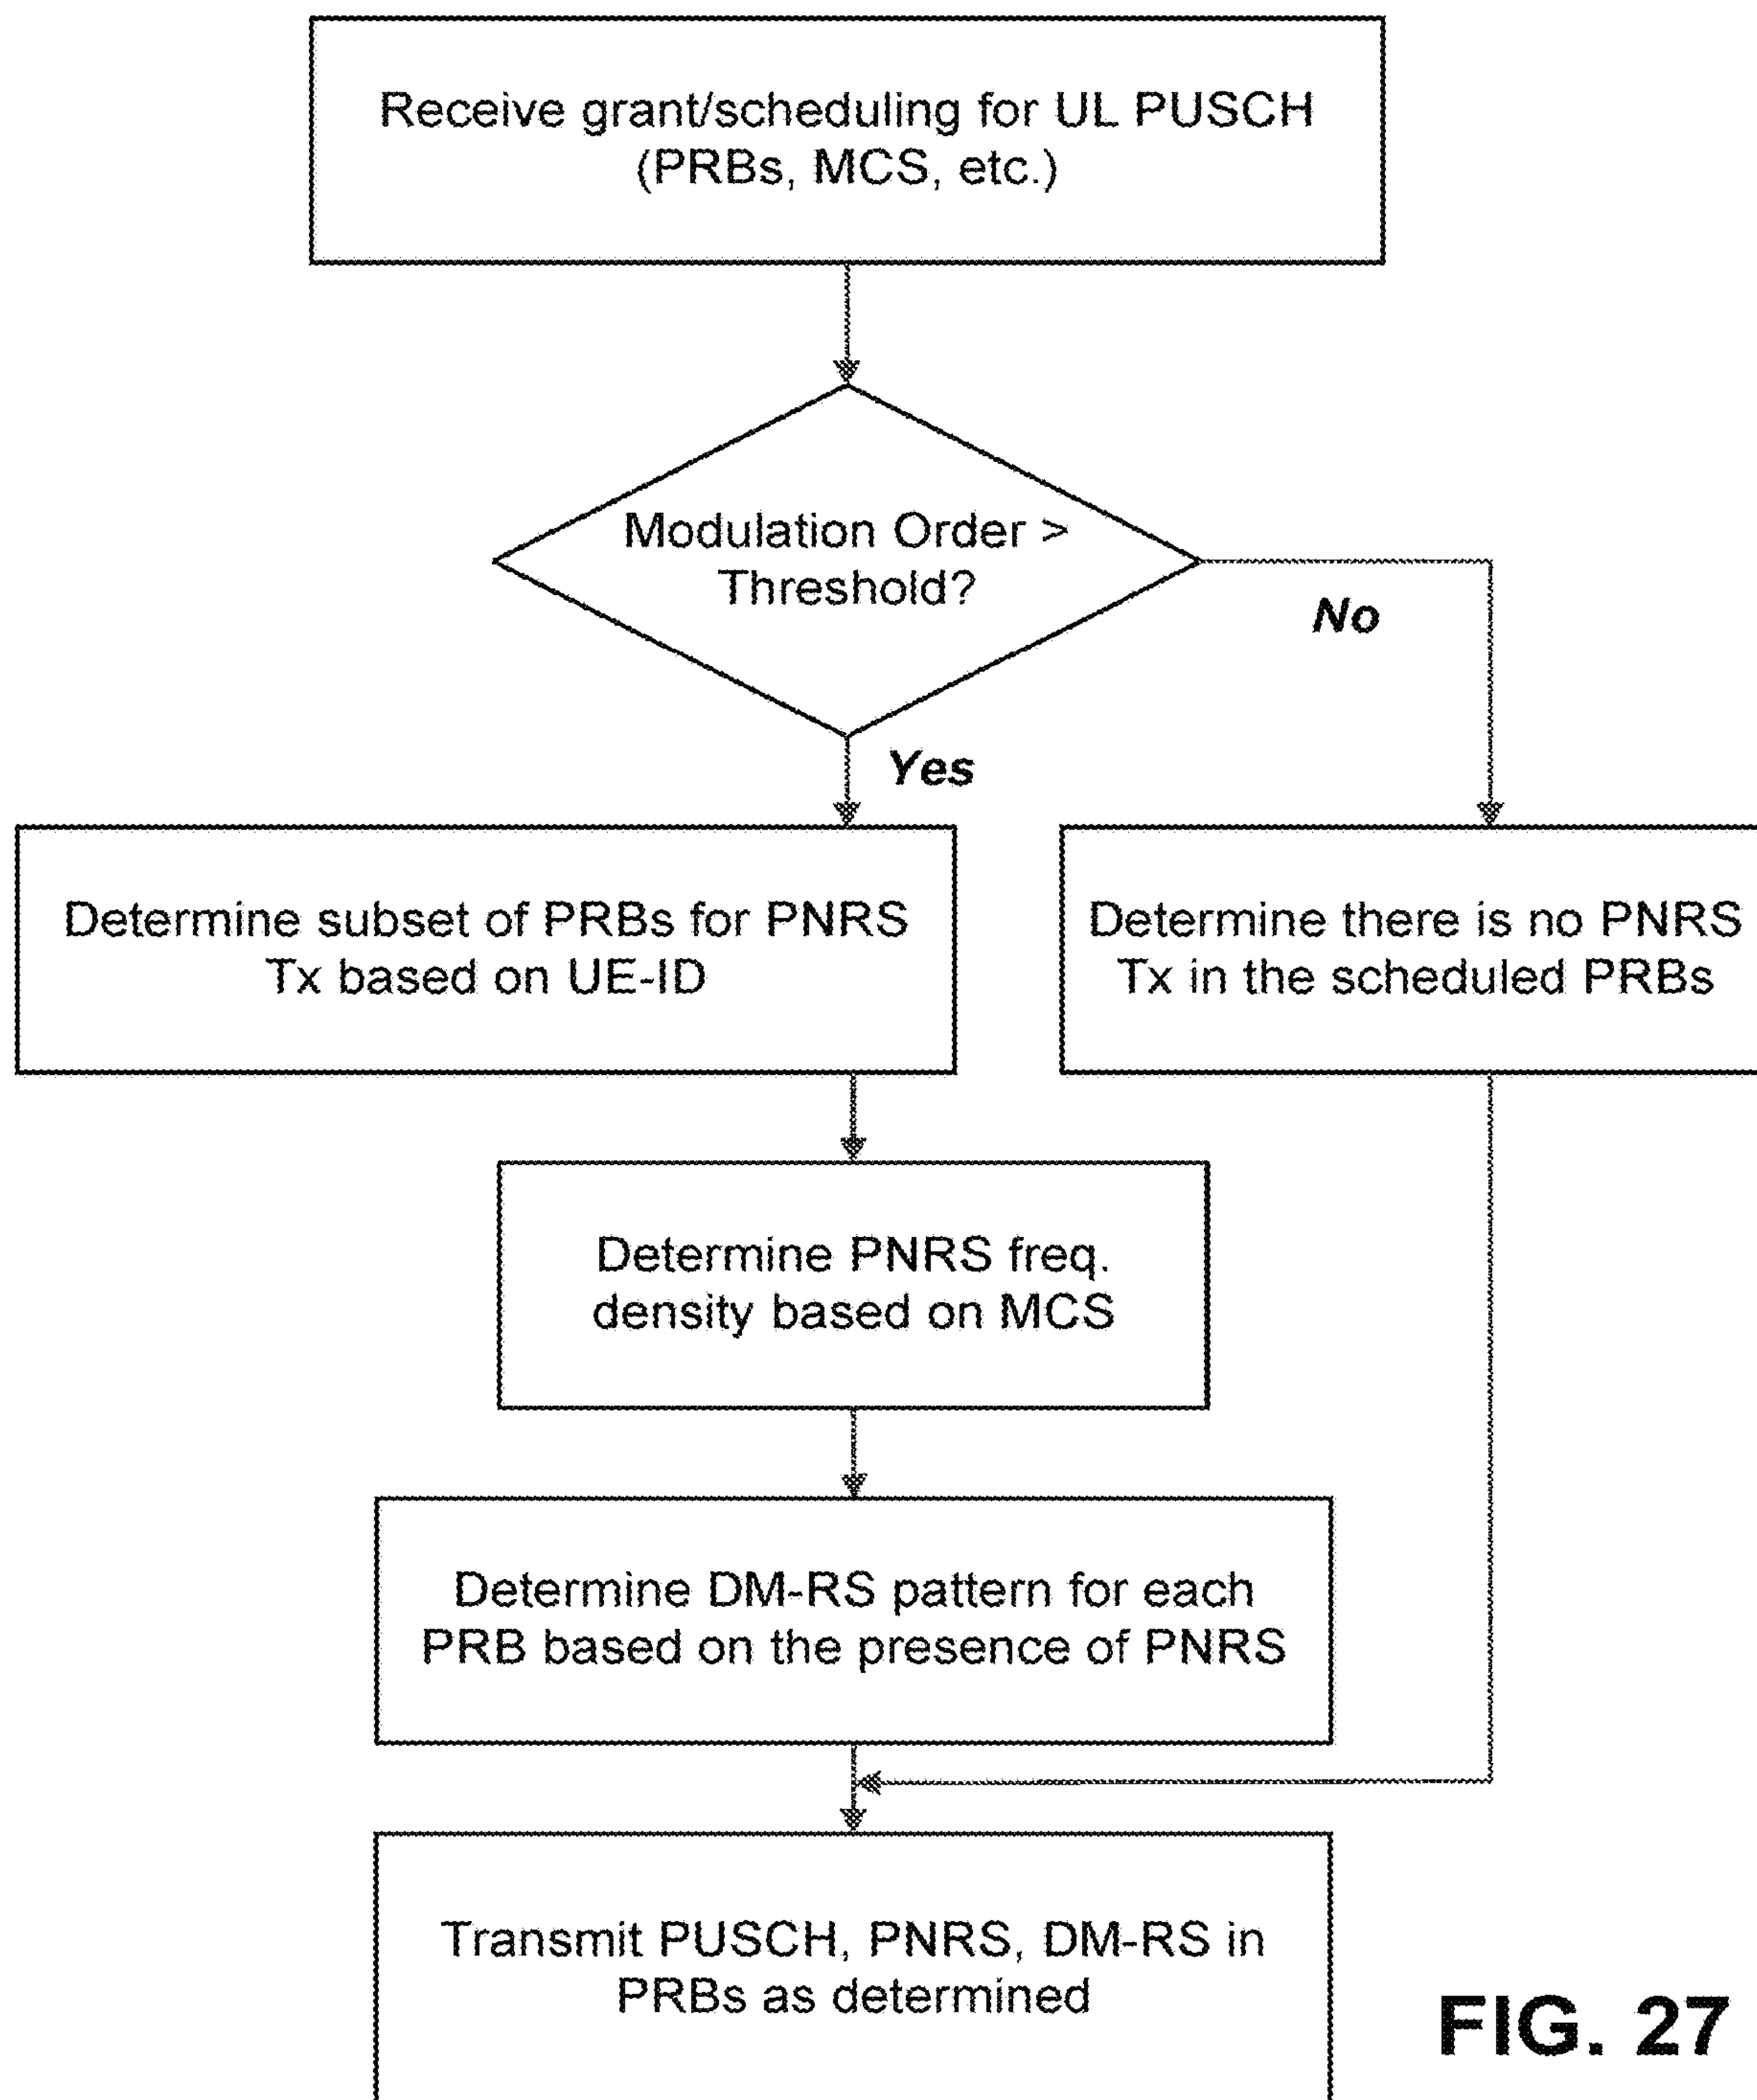 Receive grant/scheduling for UL PUSCH
(PRBs, MCS, etc.)
Modulation Order >
Threshold?
No
Yes
Determine subset of PRBs for PNRS
Tx based on UE-ID
Determine there is no PNRS
Tx in the scheduled PRBs
Determine PNRS freq.
density based on MCS
Determine DM-RS pattern for each
PRB based on the presence of PNRS
Transmit PUSCH, PNRS, DM-RS in
PRBs as determined
FIG. 27